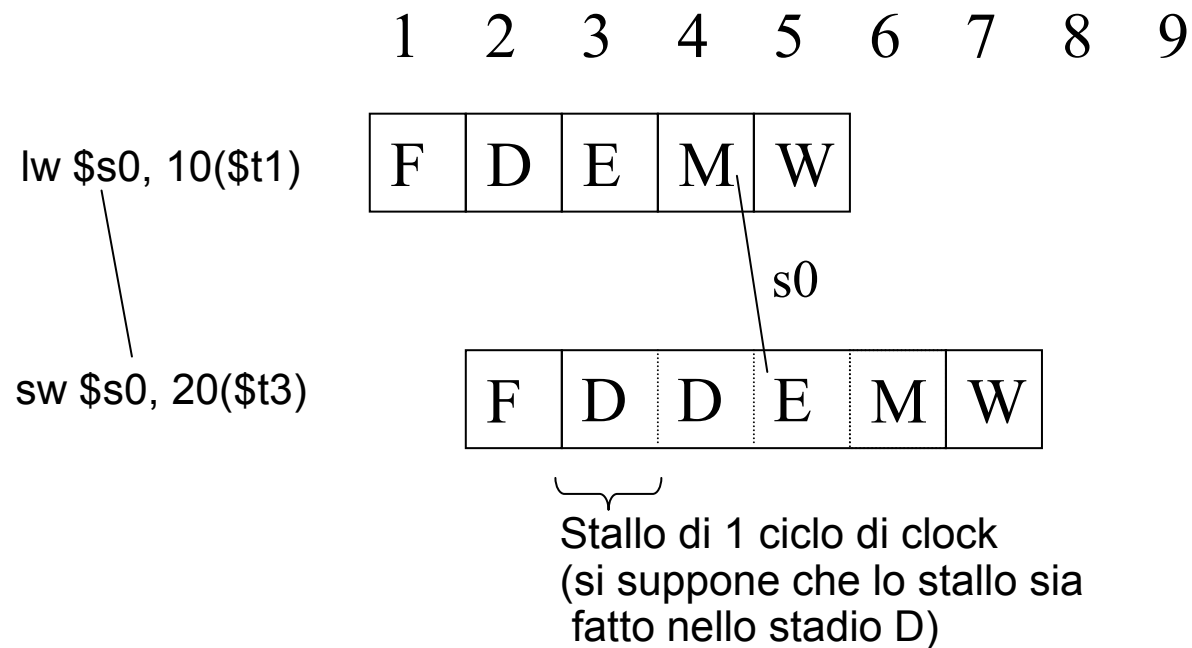 1 2 3 4 5 6 7 8 9
lw $s0, 10($t1)
F D E M W
s0
sw $s0, 20($t3)
F D D E M W
Stallo di 1 ciclo di clock
(si suppone che lo stallo sia
fatto nello stadio D)